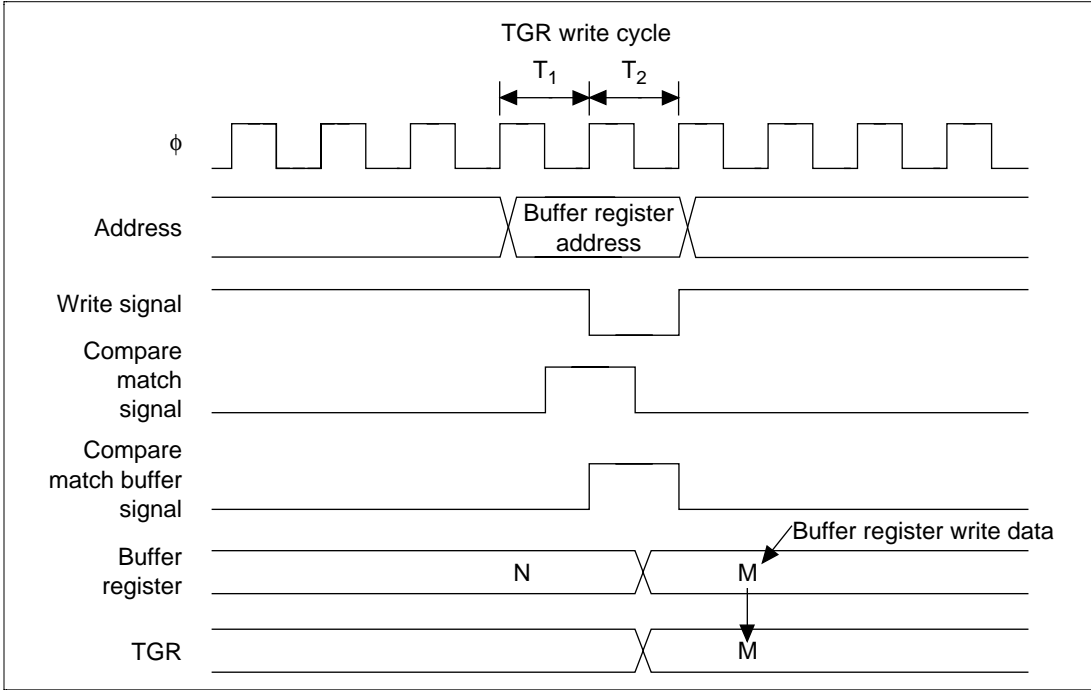 TGR write cycle
T1 T2
ϕ
Address
Buffer register
address
Write signal
Compare
match
signal
Compare
match buffer
signal
Buffer register write data
Buffer
register
N M
TGR
M